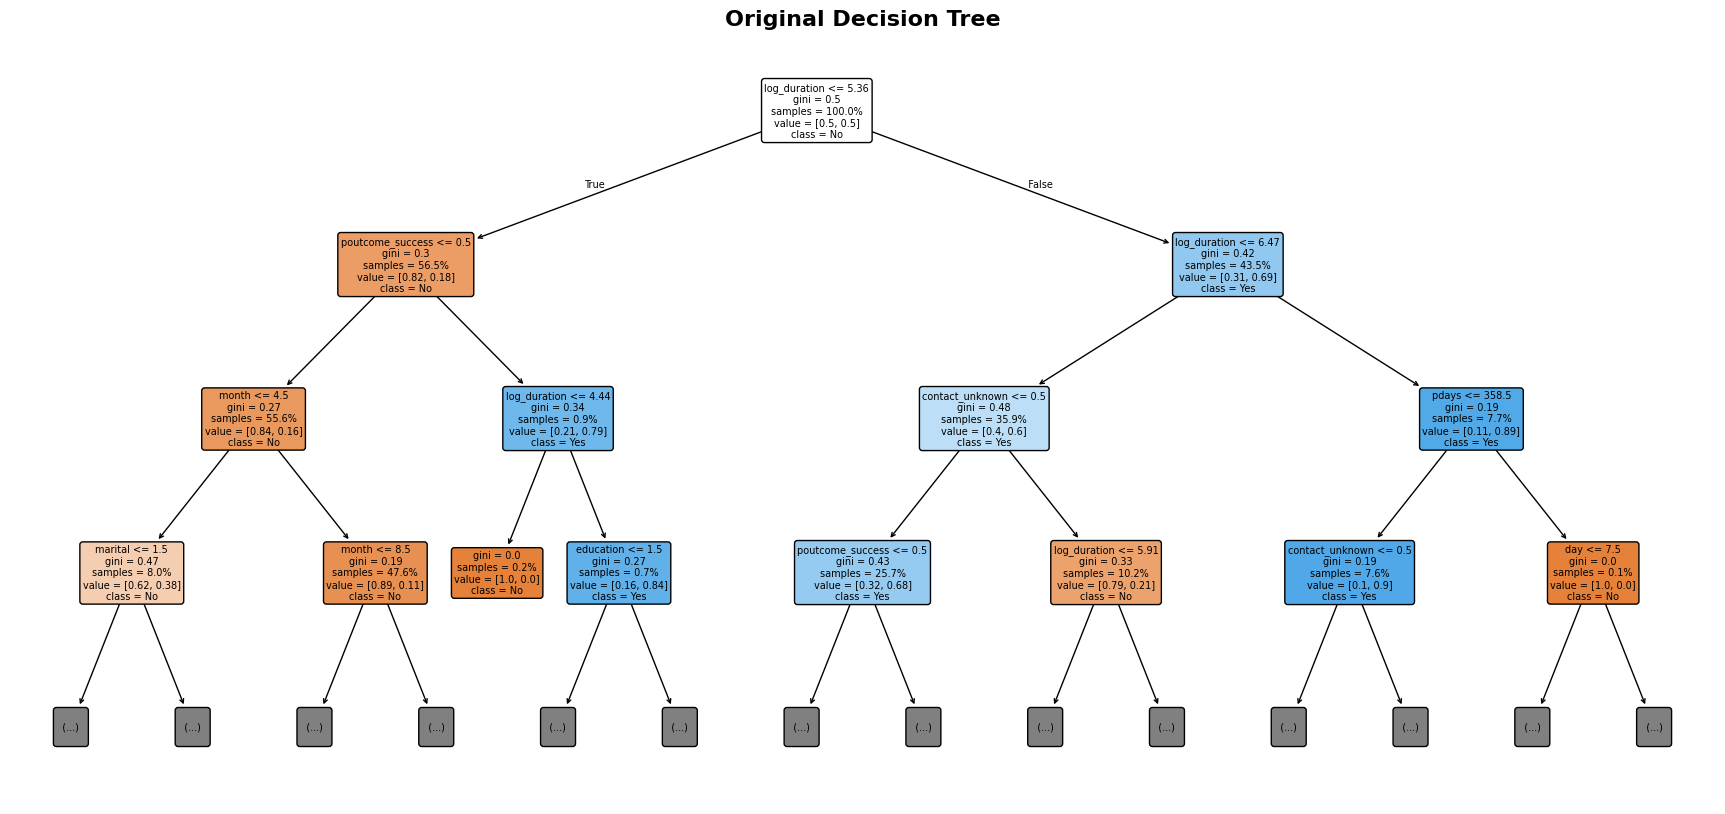 Original Decision Tree
log_duration <= 5.36
gini = 0.5
samples = 100.0%
value = [0.5, 0.5]
class = No
True
False
poutcome_success <= 0.5
gini = 0.3
samples = 56.5%
value = [0.82, 0.18]
class = No
log_duration <= 6.47
gini = 0.42
samples = 43.5%
value = [0.31, 0.69]
class = Yes
month <= 4.5
gini = 0.27
samples = 55.6%
value = [0.84, 0.16]
class = No
log_duration <= 4.44
gini = 0.34
samples = 0.9%
value = [0.21, 0.79]
class = Yes
contact_unknown <= 0.5
gini = 0.48
samples = 35.9%
value = [0.4, 0.6]
class = Yes
pdays <= 358.5
gini = 0.19
samples = 7.7%
value = [0.11, 0.89]
class = Yes
marital <= 1.5
gini = 0.47
samples = 8.0%
value = [0.62, 0.38]
class = No
month <= 8.5
gini = 0.19
samples = 47.6%
value = [0.89, 0.11]
class = No
gini = 0.0
samples = 0.2%
value = [1.0, 0.0]
class = No
education <= 1.5
gini = 0.27
samples = 0.7%
value = [0.16, 0.84]
class = Yes
poutcome_success <= 0.5
gini = 0.43
samples = 25.7%
value = [0.32, 0.68]
class = Yes
log_duration <= 5.91
gini = 0.33
samples = 10.2%
value = [0.79, 0.21]
class = No
contact_unknown <= 0.5
gini = 0.19
samples = 7.6%
value = [0.1, 0.9]
class = Yes
day <= 7.5
gini = 0.0
samples = 0.1%
value = [1.0, 0.0]
class = No
(...)
(...)
(...)
(...)
(...)
(...)
(...)
(...)
(...)
(...)
(...)
(...)
(...)
(...)